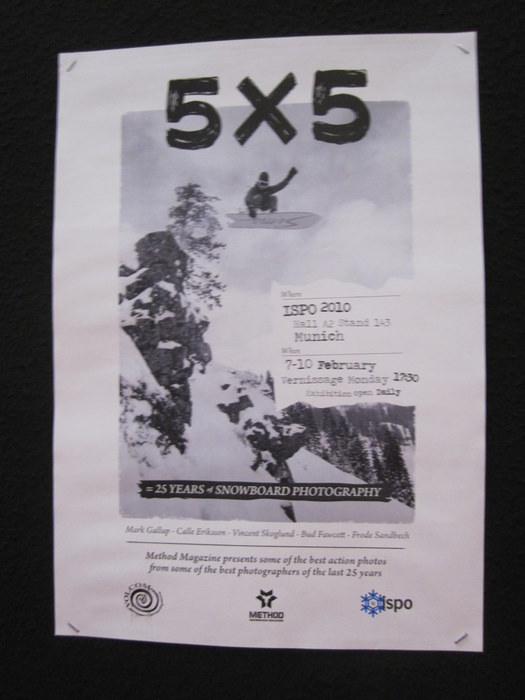 5X5
Where
ISPO 2010
Hall A2 Stand 143
Munich
When
7-10 February
Vernissage Monday 1730
Exhibition open Daily
= 25 YEARS of SNOWBOARD PHOTOGRAPHY
Mark Gallup - Calle Eriksson - Vincent Skoglund - Bud Fawcett - Frode Sandbech
Method Magazine presents some of the best action photos
from some of the best photographers of the last 25 years
VOLCOM
METHOD
ispo